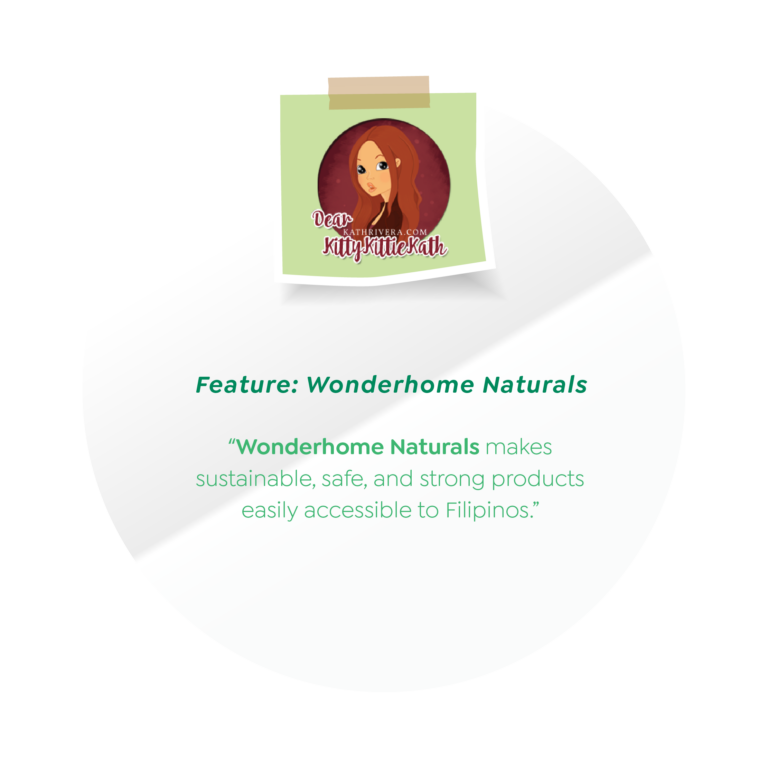 Dear
KATHRIVERA.COM
KittyKittieKath
Feature: Wonderhome Naturals
“Wonderhome Naturals makes
sustainable, safe, and strong products
easily accessible to Filipinos.”